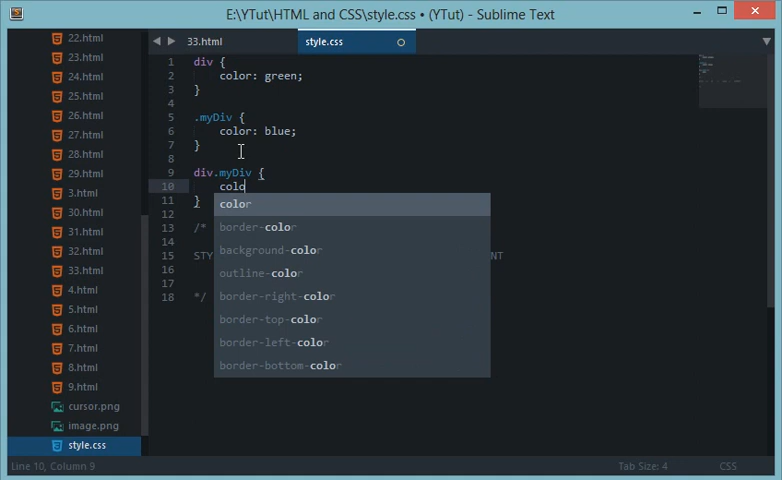 E:\YTut\HTML and CSS\style.css • (YTut) - Sublime Text
22.html
23.html
24.html
25.html
26.html
27.html
28.html
29.html
3.html
30.html
31.html
32.html
33.html
4.html
5.html
6.html
7.html
8.html
9.html
cursor.png
image.png
style.css
33.html
style.css
1 div {
2 color: green;
3 }
4
5 .myDiv {
6 color: blue;
7 }
8
9 div.myDiv {
10 colo
11 }
12
13 /*
14
15 STY NT
16
17
18 */
color
border-color
background-color
outline-color
border-right-color
border-top-color
border-left-color
border-bottom-color
Line 10, Column 9
Tab Size: 4
CSS